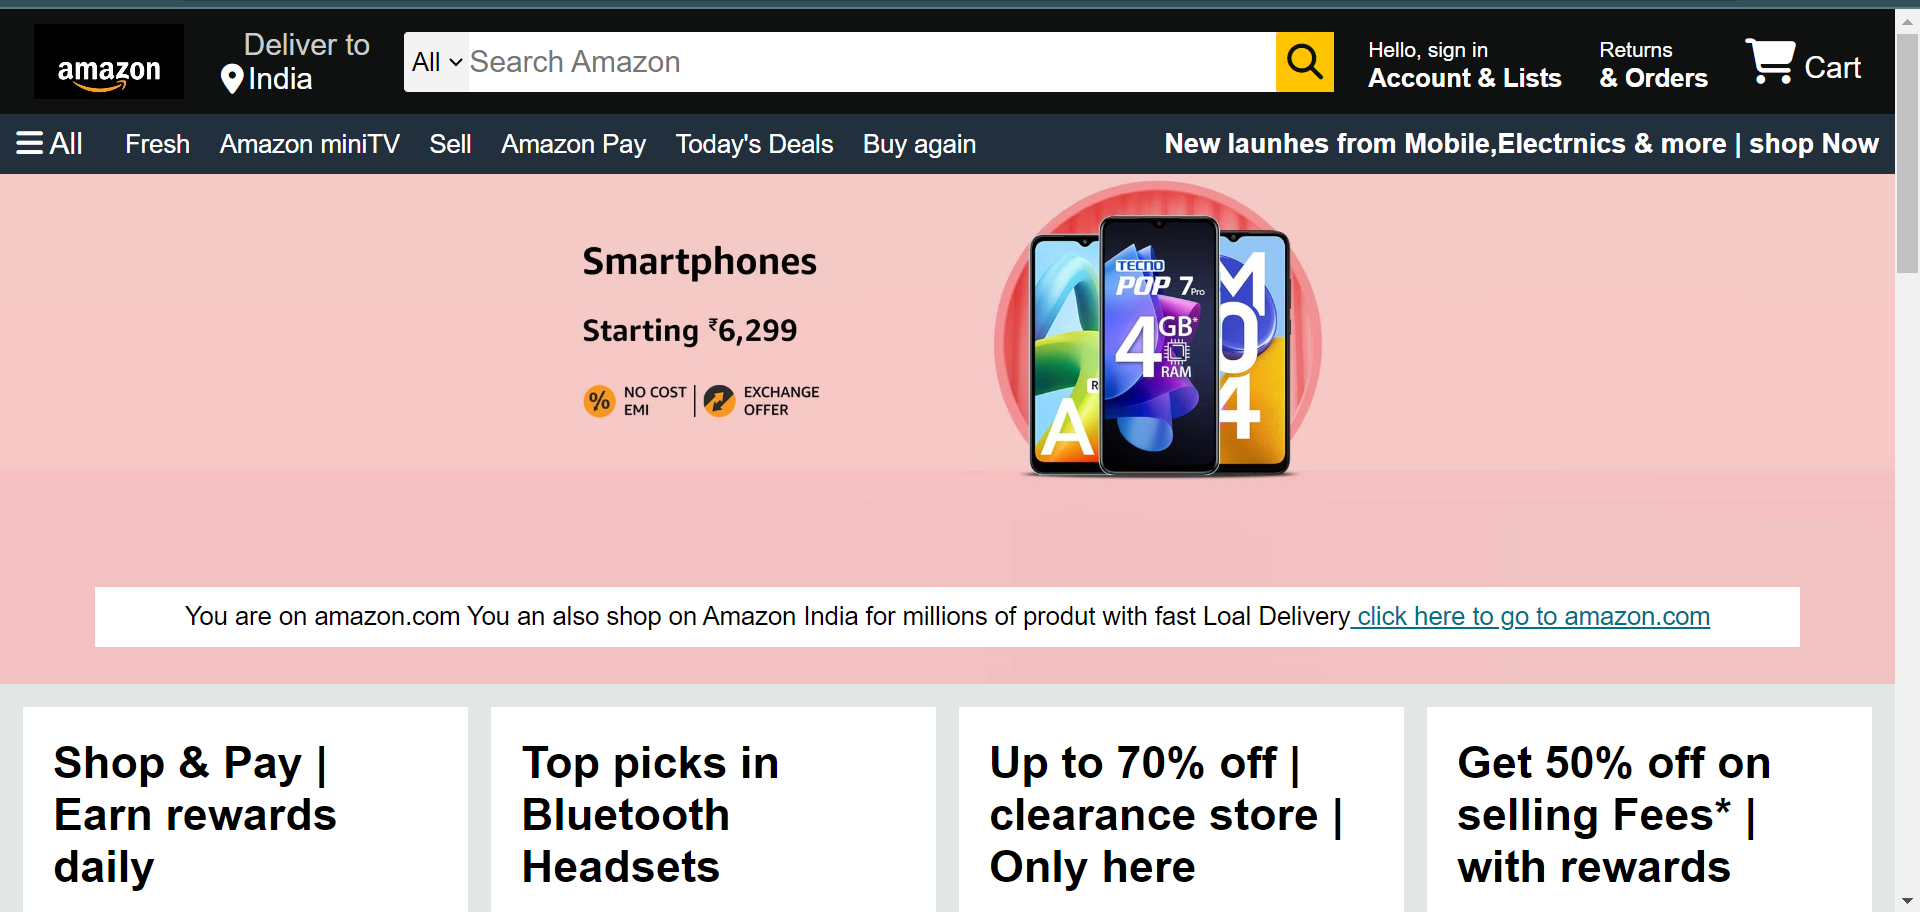 amazon
Deliver to
India
All
Search Amazon
Hello, sign in
Account & Lists
Returns
& Orders
Cart
All
Fresh
Amazon miniTV
Sell
Amazon Pay
Today's Deals
Buy again
New launhes from Mobile,Electrnics & more | shop Now
Smartphones
Starting ₹6,299
NO COST
EMI
EXCHANGE
OFFER
A
R
TECNO
POP 7 Pro
4 GB*
RAM
M
0
4
You are on amazon.com You an also shop on Amazon India for millions of produt with fast Loal Delivery click here to go to amazon.com
Shop & Pay |
Earn rewards
daily
Top picks in
Bluetooth
Headsets
Up to 70% off |
clearance store |
Only here
Get 50% off on
selling Fees* |
with rewards